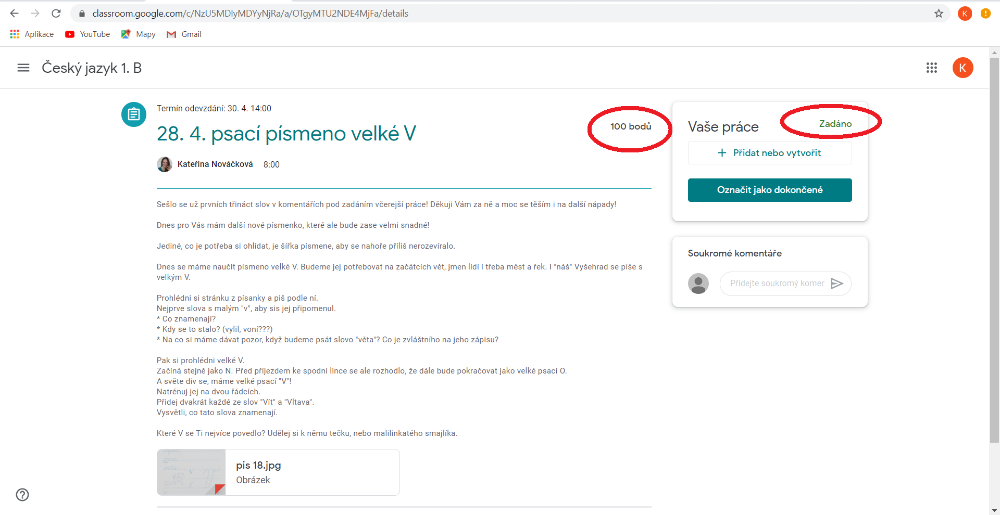 classroom.google.com/c/NzU5MDIyMDYyNjRa/a/OTgyMTU2NDE4MjFa/details
K
Aplikace YouTube Mapy Gmail
Český jazyk 1. B
K
Termín odevzdání: 30. 4. 14:00
28. 4. psací písmeno velké V
100 bodů
Kateřina Nováčková 8:00
Sešlo se už prvních třináct slov v komentářích pod zadáním včerejší práce! Děkuji Vám za ně a moc se těším i na další nápady!
Dnes pro Vás mám další nové písmenko, které ale bude zase velmi snadné!
Jediné, co je potřeba si ohlídat, je šířka písmene, aby se nahoře příliš nerozevíralo.
Dnes se máme naučit písmeno velké V. Budeme jej potřebovat na začátcích vět, jmen lidí i třeba měst a řek. I "náš" Vyšehrad se píše s
velkým V.
Prohlédni si stránku z písanky a piš podle ní.
Nejprve slova s malým "v", aby sis jej připomenul.
* Co znamenají?
* Kdy se to stalo? (vylil, voní???)
* Na co si máme dávat pozor, když budeme psát slovo "věta"? Co je zvláštního na jeho zápisu?
Pak si prohlédni velké V.
Začíná stejně jako N. Před příjezdem ke spodní lince se ale rozhodlo, že dále bude pokračovat jako velké psací O.
A světe div se, máme velké psací "V"!
Natrénuj jej na dvou řádcích.
Přidej dvakrát každé ze slov "Vít" a "Vltava".
Vysvětli, co tato slova znamenají.
Které V se Ti nejvíce povedlo? Udělej si k němu tečku, nebo malilinkatého smajlíka.
pis 18.jpg
Obrázek
Vaše práce
Zadáno
+ Přidat nebo vytvořit
Označit jako dokončené
Soukromé komentáře
Přidejte soukromý komer